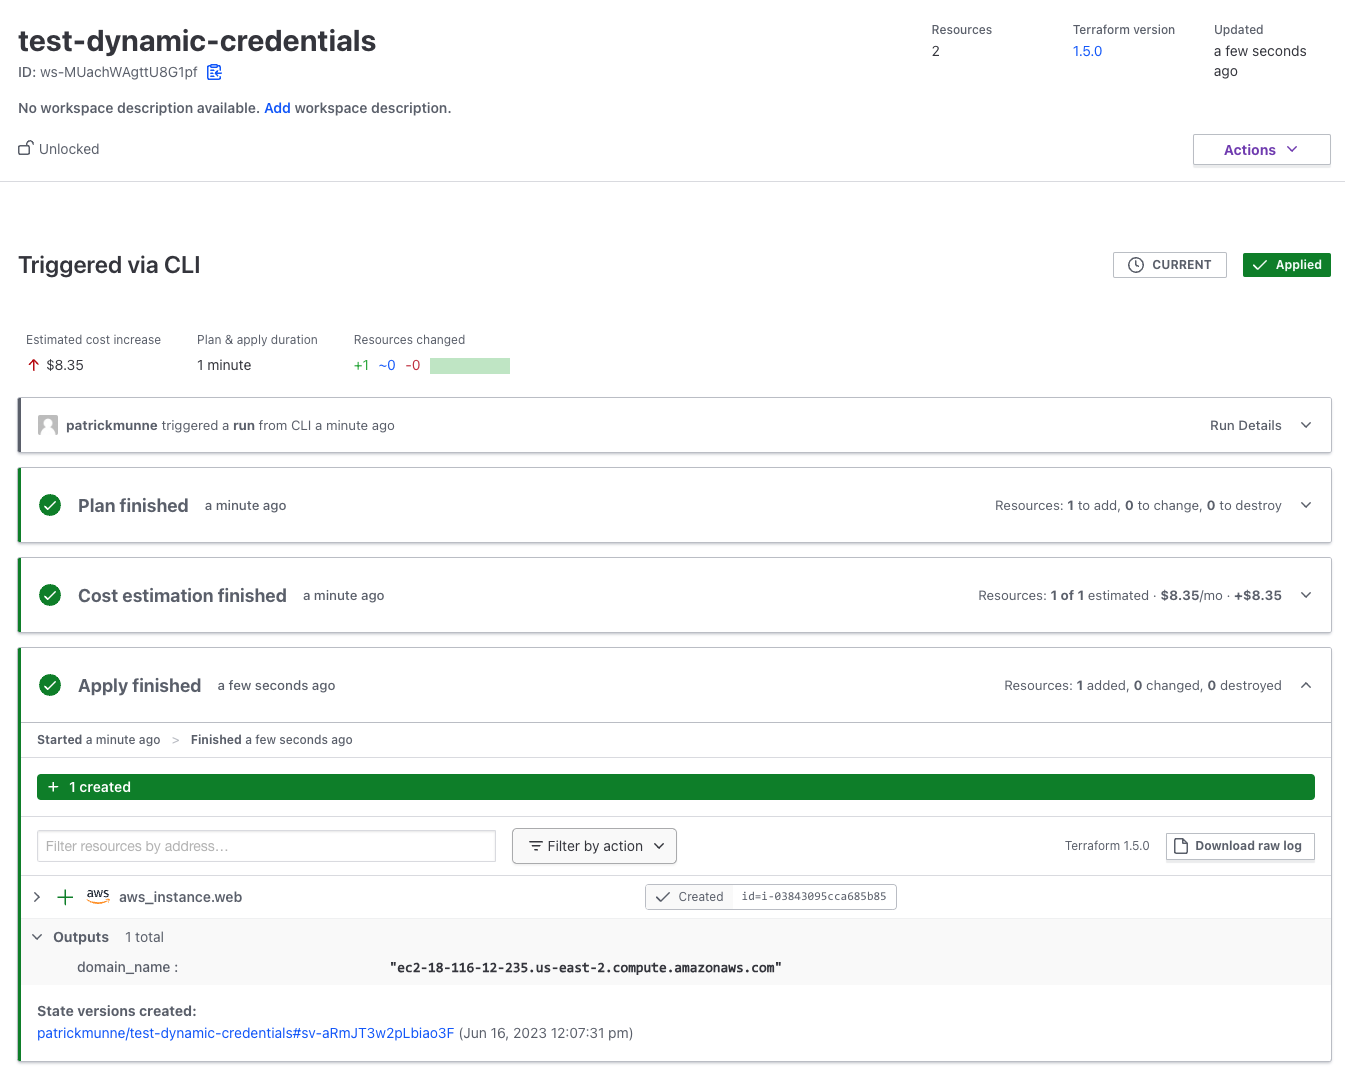 test-dynamic-credentials
ID: ws-MUachWAgttU8G1pf
No workspace description available. Add workspace description.
Unlocked
Resources
2
Terraform version
1.5.0
Updated
a few seconds
ago
Actions
Triggered via CLI
CURRENT
Applied
Estimated cost increase
$8.35
Plan & apply duration
1 minute
Resources changed
+1 ~0 -0
patrickmunne triggered a run from CLI a minute ago
Run Details
Plan finished a minute ago
Resources: 1 to add, 0 to change, 0 to destroy
Cost estimation finished a minute ago
Resources: 1 of 1 estimated · $8.35/mo · +$8.35
Apply finished a few seconds ago
Resources: 1 added, 0 changed, 0 destroyed
Started a minute ago > Finished a few seconds ago
+ 1 created
Filter resources by address...
Filter by action
Terraform 1.5.0
Download raw log
aws
aws_instance.web
Created
id=i-03843095cca685b85
Outputs 1 total
domain_name :
"ec2-18-116-12-235.us-east-2.compute.amazonaws.com"
State versions created:
patrickmunne/test-dynamic-credentials#sv-aRmJT3w2pLbiao3F (Jun 16, 2023 12:07:31 pm)